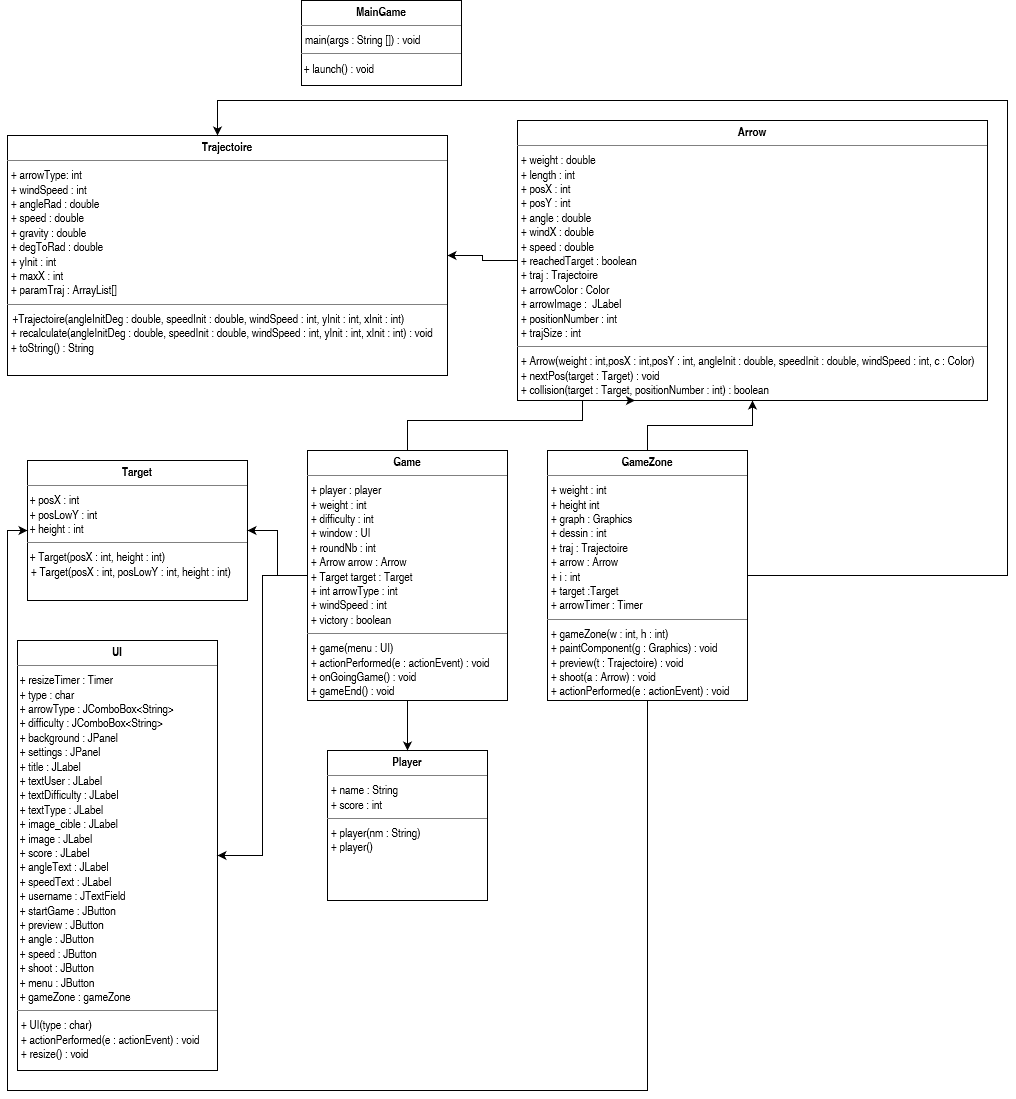 MainGame
main(args : String []) : void
+ launch() : void
Trajectoire
+ arrowType: int
+ windSpeed : int
+ angleRad : double
+ speed : double
+ gravity : double
+ degToRad : double
+ yInit : int
+ maxX : int
+ paramTraj : ArrayList[]
+Trajectoire(angleInitDeg : double, speedInit : double, windSpeed : int, yInit : int, xInit : int)
+ recalculate(angleInitDeg : double, speedInit : double, windSpeed : int, yInit : int, xInit : int) : void
+ toString() : String
Arrow
+ weight : double
+ length : int
+ posX : int
+ posY : int
+ angle : double
+ windX : double
+ speed : double
+ reachedTarget : boolean
+ traj : Trajectoire
+ arrowColor : Color
+ arrowImage :  JLabel
+ positionNumber : int
+ trajSize : int
+ Arrow(weight : int,posX : int,posY : int, angleInit : double, speedInit : double, windSpeed : int, c : Color)
+ nextPos(target : Target) : void
+ collision(target : Target, positionNumber : int) : boolean
Target
+ posX : int
+ posLowY : int
+ height : int
+ Target(posX : int, height : int)
+ Target(posX : int, posLowY : int, height : int)
Game
+ player : player
+ weight : int
+ difficulty : int
+ window : UI
+ roundNb : int
+ Arrow arrow : Arrow
+ Target target : Target
+ int arrowType : int
+ windSpeed : int
+ victory : boolean
+ game(menu : UI)
+ actionPerformed(e : actionEvent) : void
+ onGoingGame() : void
+ gameEnd() : void
GameZone
+ weight : int
+ height int
+ graph : Graphics
+ dessin : int
+ traj : Trajectoire
+ arrow : Arrow
+ i : int
+ target :Target
+ arrowTimer : Timer
+ gameZone(w : int, h : int)
+ paintComponent(g : Graphics) : void
+ preview(t : Trajectoire) : void
+ shoot(a : Arrow) : void
+ actionPerformed(e : actionEvent) : void
UI
+ resizeTimer : Timer
+ type : char
+ arrowType : JComboBox<String>
+ difficulty : JComboBox<String>
+ background : JPanel
+ settings : JPanel
+ title : JLabel
+ textUser : JLabel
+ textDifficulty : JLabel
+ textType : JLabel
+ image_cible : JLabel
+ image : JLabel
+ score : JLabel
+ angleText : JLabel
+ speedText : JLabel
+ username : JTextField
+ startGame : JButton
+ preview : JButton
+ angle : JButton
+ speed : JButton
+ shoot : JButton
+ menu : JButton
+ gameZone : gameZone
+ UI(type : char)
+ actionPerformed(e : actionEvent) : void
+ resize() : void
Player
+ name : String
+ score : int
+ player(nm : String)
+ player()